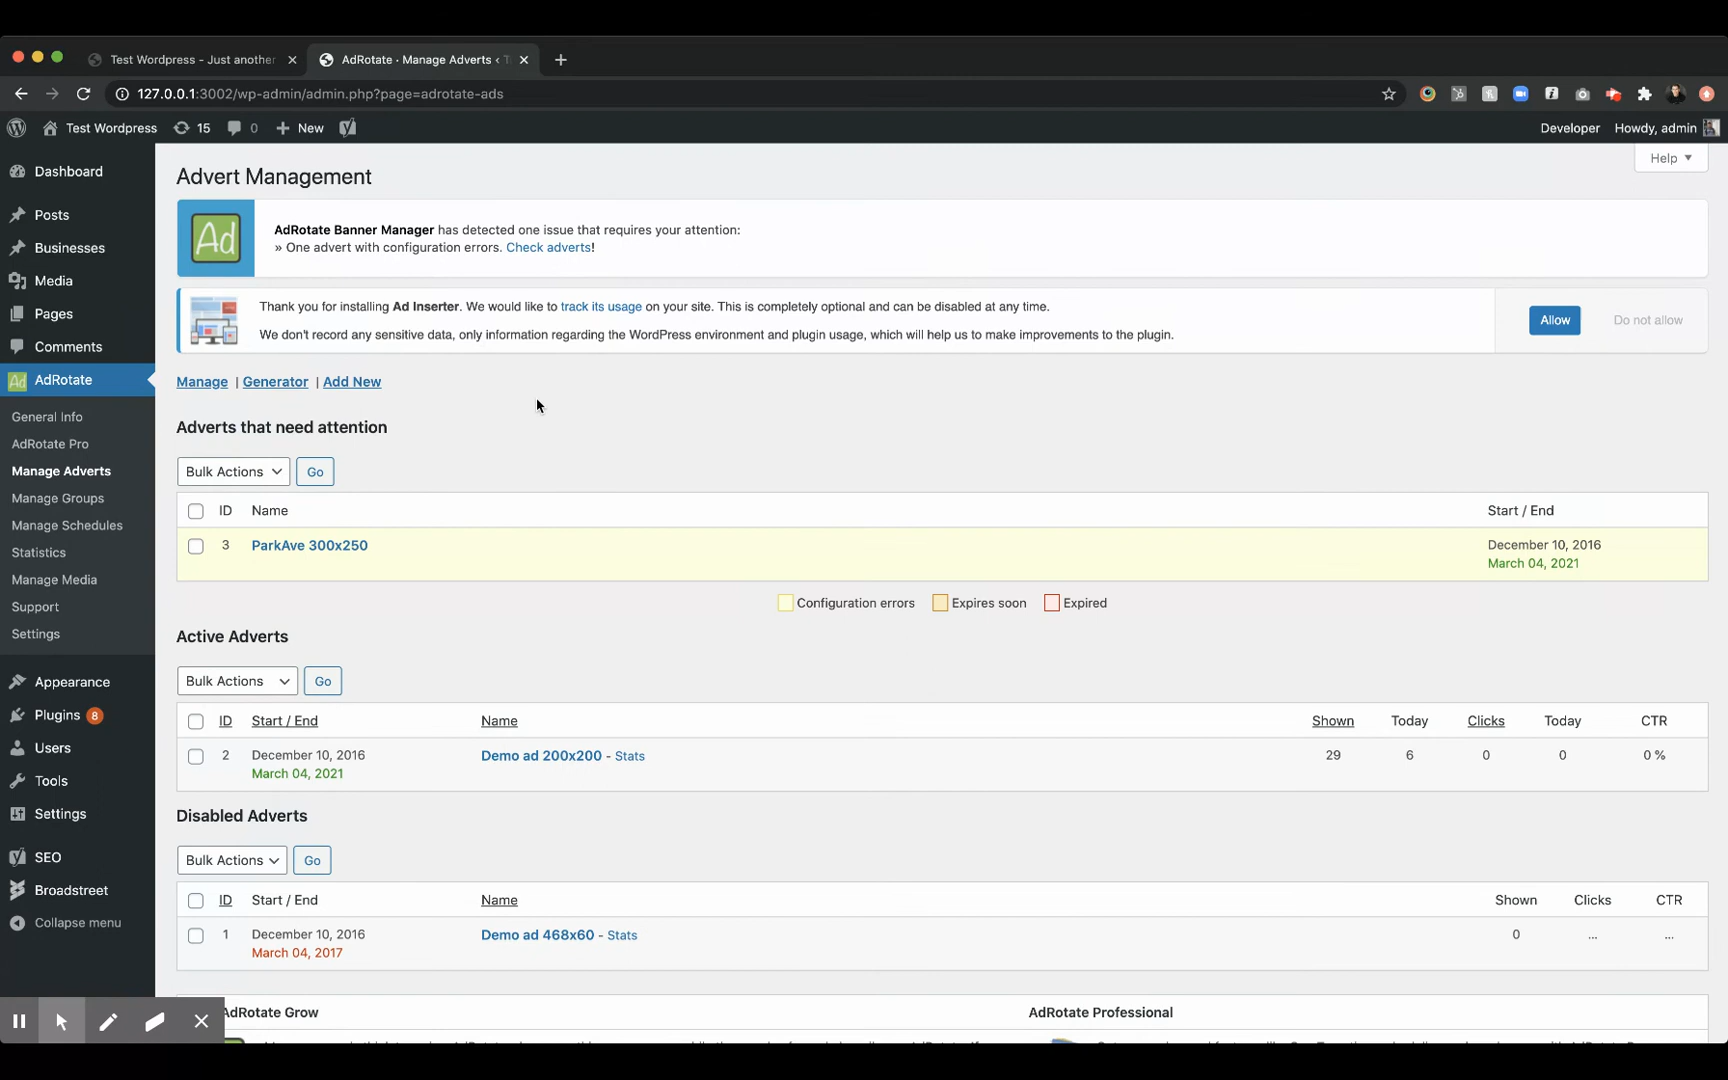 Test Wordpress - Just another
AdRotate · Manage Adverts ‹ T
127.0.0.1:3002/wp-admin/admin.php?page=adrotate-ads
Test Wordpress
15
0
New
Developer
Howdy, admin
Help
Dashboard
Posts
Businesses
Media
Pages
Comments
AdRotate
General Info
AdRotate Pro
Manage Adverts
Manage Groups
Manage Schedules
Statistics
Manage Media
Support
Settings
Appearance
Plugins 8
Users
Tools
Settings
SEO
Broadstreet
Collapse menu
Advert Management
Ad
AdRotate Banner Manager has detected one issue that requires your attention:
» One advert with configuration errors. Check adverts!
Thank you for installing Ad Inserter. We would like to track its usage on your site. This is completely optional and can be disabled at any time.
We don't record any sensitive data, only information regarding the WordPress environment and plugin usage, which will help us to make improvements to the plugin.
Allow
Do not allow
Manage | Generator | Add New
Adverts that need attention
Bulk Actions Go
ID Name Start / End
3 ParkAve 300x250 December 10, 2016
March 04, 2021
Configuration errors Expires soon Expired
Active Adverts
Bulk Actions Go
ID Start / End Name Shown Today Clicks Today CTR
2 December 10, 2016 Demo ad 200x200 - Stats 29 6 0 0 0 %
March 04, 2021
Disabled Adverts
Bulk Actions Go
ID Start / End Name Shown Clicks CTR
1 December 10, 2016 Demo ad 468x60 - Stats 0 ... ...
March 04, 2017
AdRotate Grow AdRotate Professional